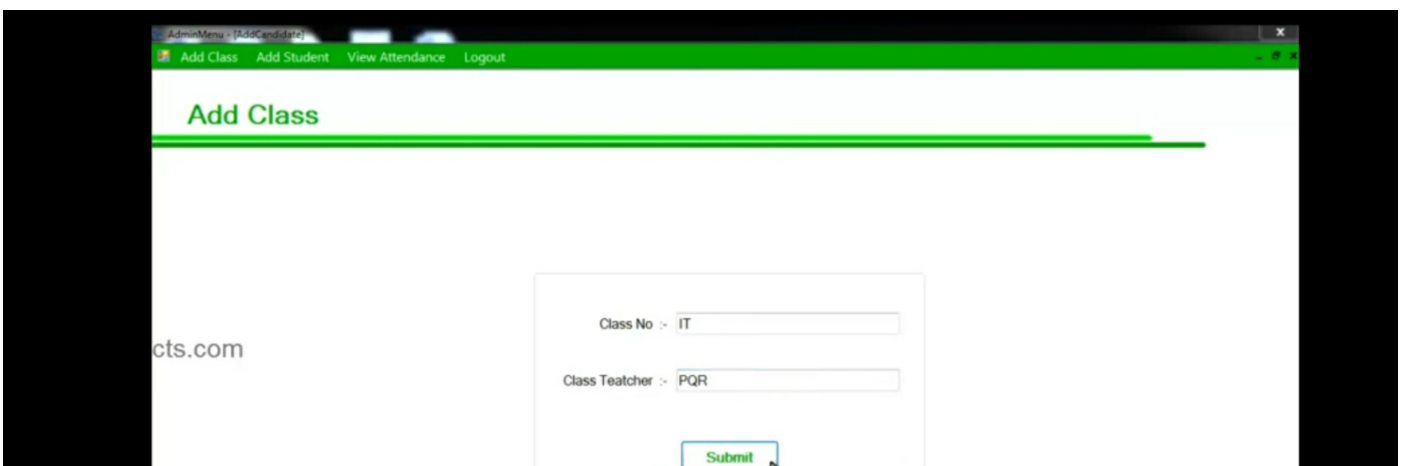 AdminMenu - [AddCandidate]
Add Class Add Student View Attendance Logout
Add Class
Class No :- IT
cts.com
Class Teatcher :- PQR
Submit